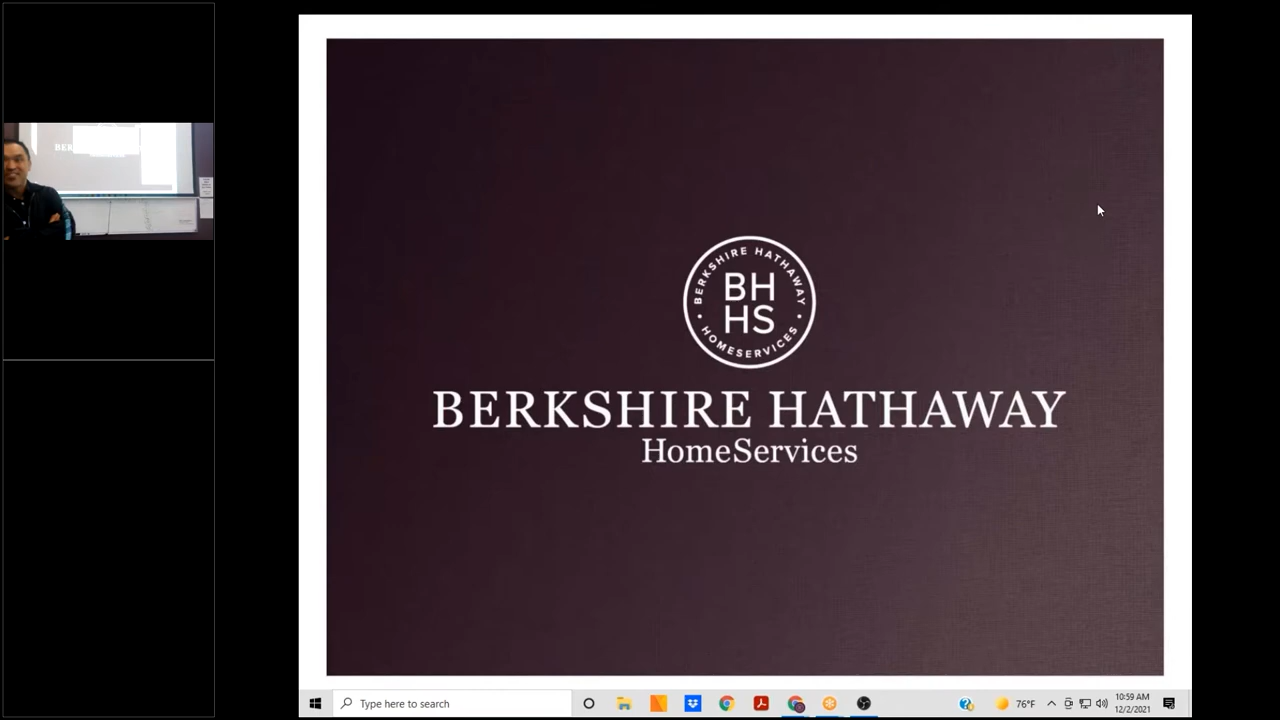 BER
BERKSHIRE HATHAWAY
BH
HS
HOMESERVICES
BERKSHIRE HATHAWAY
HomeServices
Type here to search
76°F
10:59 AM
12/2/2021